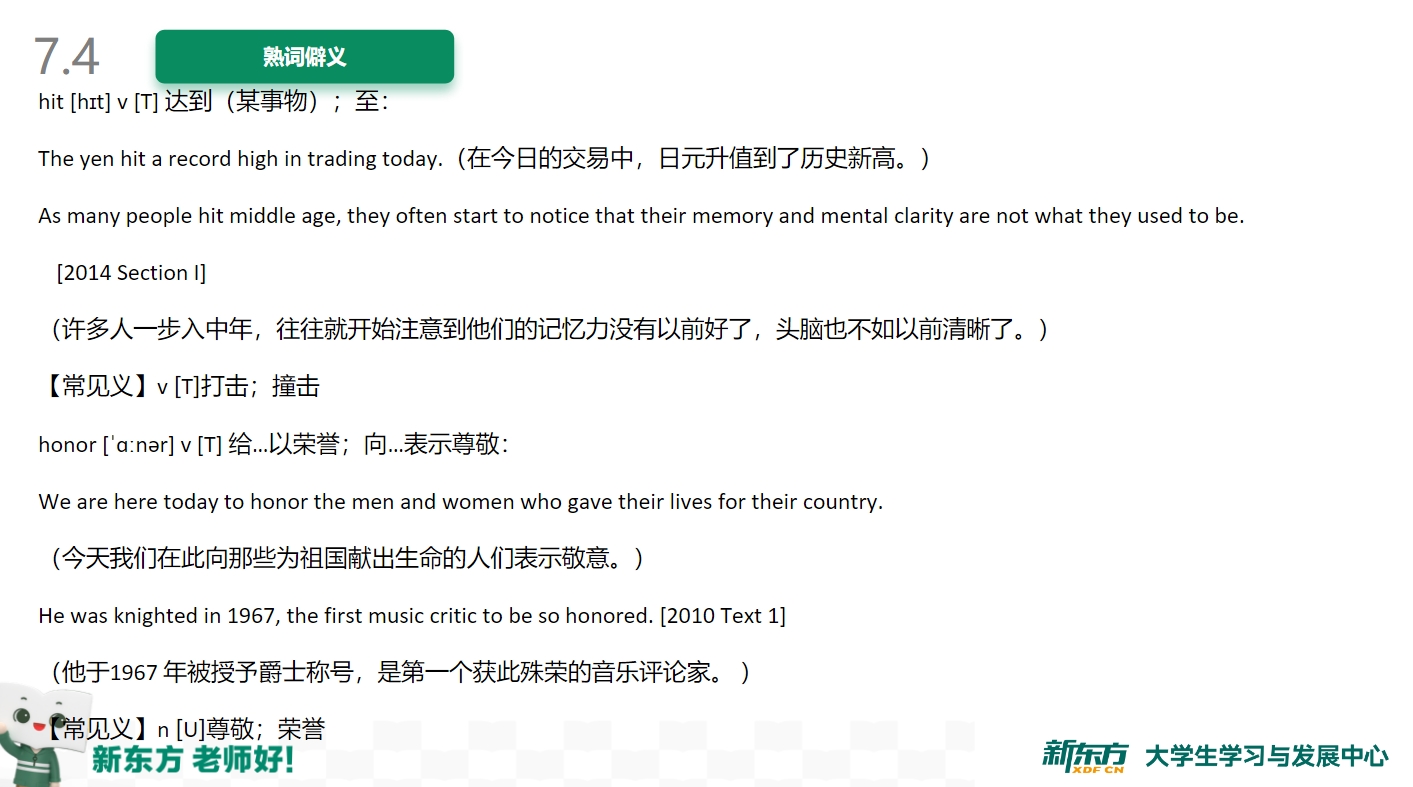 7.4
熟词僻义
hit [hɪt] v [T] 达到（某事物）；至：
The yen hit a record high in trading today.（在今日的交易中，日元升值到了历史新高。）
As many people hit middle age, they often start to notice that their memory and mental clarity are not what they used to be.
[2014 Section I]
（许多人一步入中年，往往就开始注意到他们的记忆力没有以前好了，头脑也不如以前清晰了。）
【常见义】v [T]打击；撞击
honor [ˈɑːnər] v [T] 给…以荣誉；向…表示尊敬：
We are here today to honor the men and women who gave their lives for their country.
（今天我们在此向那些为祖国献出生命的人们表示敬意。）
He was knighted in 1967, the first music critic to be so honored. [2010 Text 1]
（他于1967 年被授予爵士称号，是第一个获此殊荣的音乐评论家。 ）
【常见义】n [U]尊敬；荣誉
新东方 老师好！
新东方 XDF.CN 大学生学习与发展中心